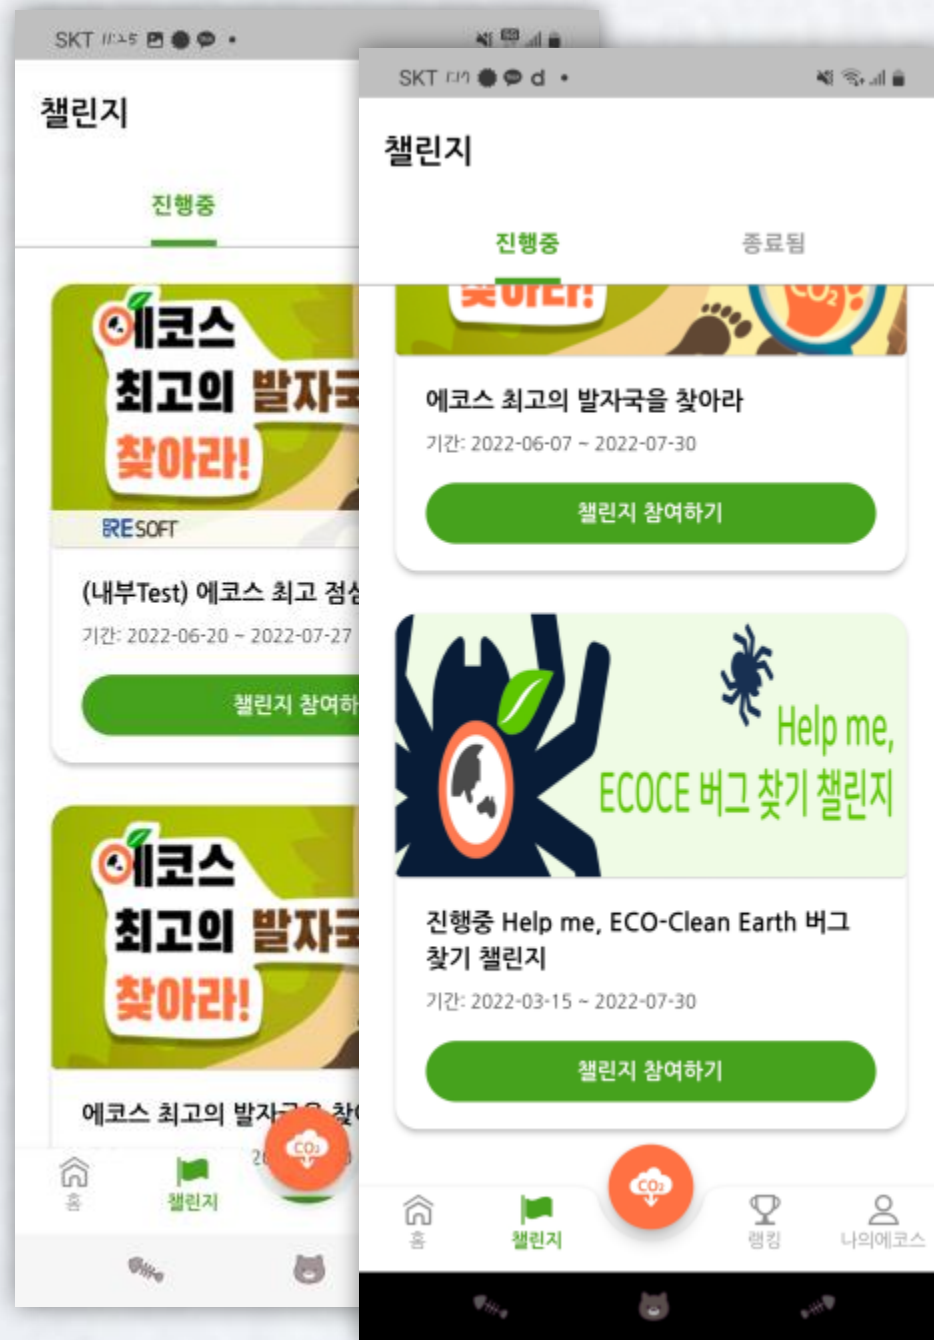 SKT 11:25
챌린지
진행중
에코스
최고의 발자국
찾아라!
RESOFT
(내부Test) 에코스 최고 점심
기간: 2022-06-20 ~ 2022-07-27
챌린지 참여하
에코스
최고의 발자국
찾아라!
에코스 최고의 발자국을 찾아
CO2
홈
챌린지
SKT
챌린지
진행중
종료됨
찾아라!
CO2
에코스 최고의 발자국을 찾아라
기간: 2022-06-07 ~ 2022-07-30
챌린지 참여하기
Help me,
ECOCE 버그 찾기 챌린지
진행중 Help me, ECO-Clean Earth 버그
찾기 챌린지
기간: 2022-03-15 ~ 2022-07-30
챌린지 참여하기
CO2
홈
챌린지
랭킹
나의에코스